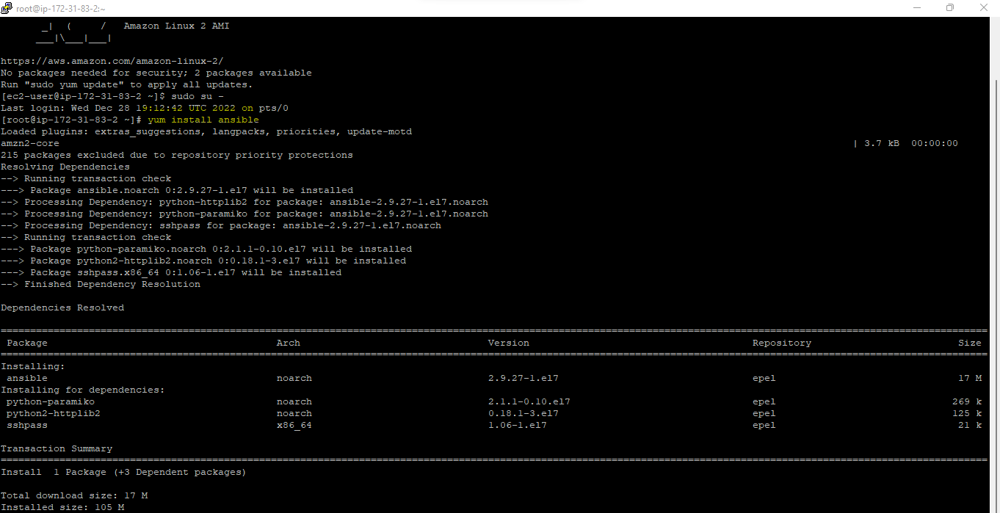 root@ip-172-31-83-2:~
_|  (     /   Amazon Linux 2 AMI
___|\___|___|
https://aws.amazon.com/amazon-linux-2/
No packages needed for security; 2 packages available
Run "sudo yum update" to apply all updates.
[ec2-user@ip-172-31-83-2 ~]$ sudo su -
Last login: Wed Dec 28 19:12:42 UTC 2022 on pts/0
[root@ip-172-31-83-2 ~]# yum install ansible
Loaded plugins: extras_suggestions, langpacks, priorities, update-motd
amzn2-core | 3.7 kB  00:00:00
215 packages excluded due to repository priority protections
Resolving Dependencies
--> Running transaction check
---> Package ansible.noarch 0:2.9.27-1.el7 will be installed
--> Processing Dependency: python-httplib2 for package: ansible-2.9.27-1.el7.noarch
--> Processing Dependency: python-paramiko for package: ansible-2.9.27-1.el7.noarch
--> Processing Dependency: sshpass for package: ansible-2.9.27-1.el7.noarch
--> Running transaction check
---> Package python-paramiko.noarch 0:2.1.1-0.10.el7 will be installed
---> Package python2-httplib2.noarch 0:0.18.1-3.el7 will be installed
---> Package sshpass.x86_64 0:1.06-1.el7 will be installed
--> Finished Dependency Resolution
Dependencies Resolved
Package Arch Version Repository Size
Installing:
ansible noarch 2.9.27-1.el7 epel 17 M
Installing for dependencies:
python-paramiko noarch 2.1.1-0.10.el7 epel 269 k
python2-httplib2 noarch 0.18.1-3.el7 epel 125 k
sshpass x86_64 1.06-1.el7 epel 21 k
Transaction Summary
Install  1 Package (+3 Dependent packages)
Total download size: 17 M
Installed size: 105 M